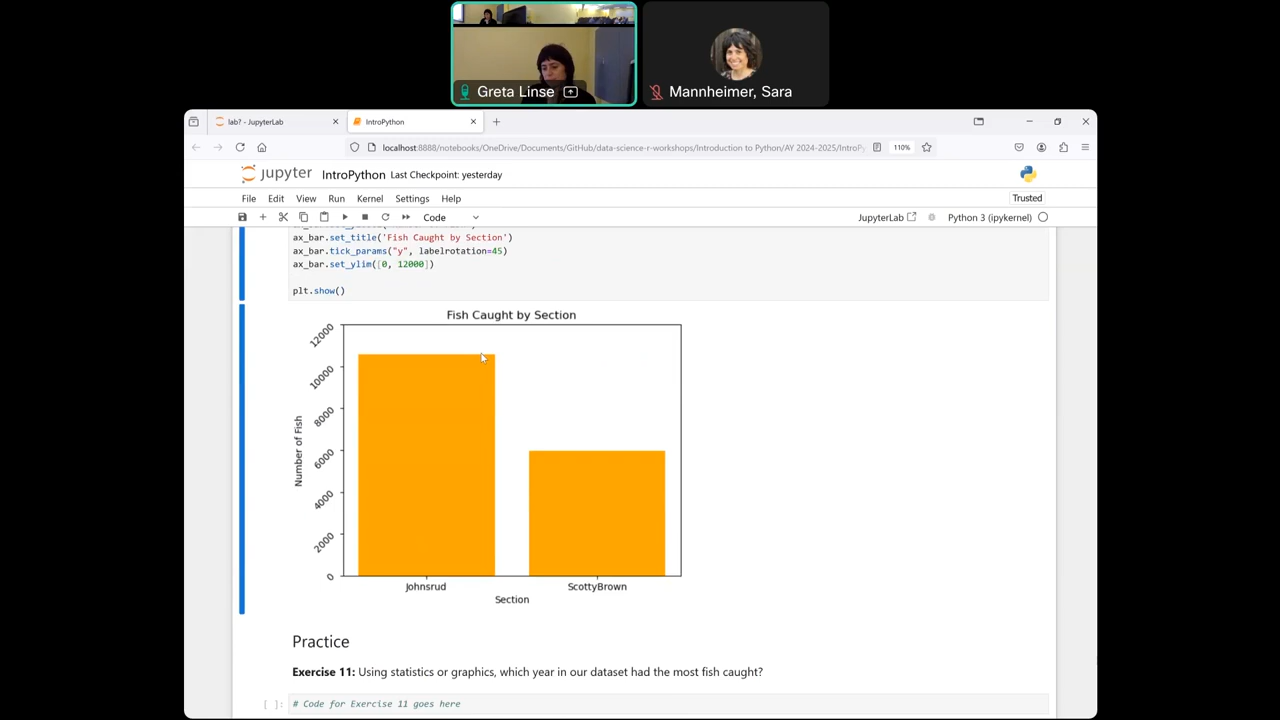 Greta Linse
Mannheimer, Sara
lab? - JupyterLab
IntroPython
localhost:8888/notebooks/OneDrive/Documents/GitHub/data-science-r-workshops/Introduction to Python/AY 2024-2025/IntroPy
110%
jupyter IntroPython Last Checkpoint: yesterday
File Edit View Run Kernel Settings Help Trusted
Code JupyterLab Python 3 (ipykernel)
ax_bar.set_title('Fish Caught by Section')
ax_bar.tick_params("y", labelrotation=45)
ax_bar.set_ylim([0, 12000])
plt.show()
Fish Caught by Section
12000
10000
8000
6000
4000
2000
0
Number of Fish
Johnsrud ScottyBrown
Section
Practice
Exercise 11: Using statistics or graphics, which year in our dataset had the most fish caught?
[ ]: # Code for Exercise 11 goes here